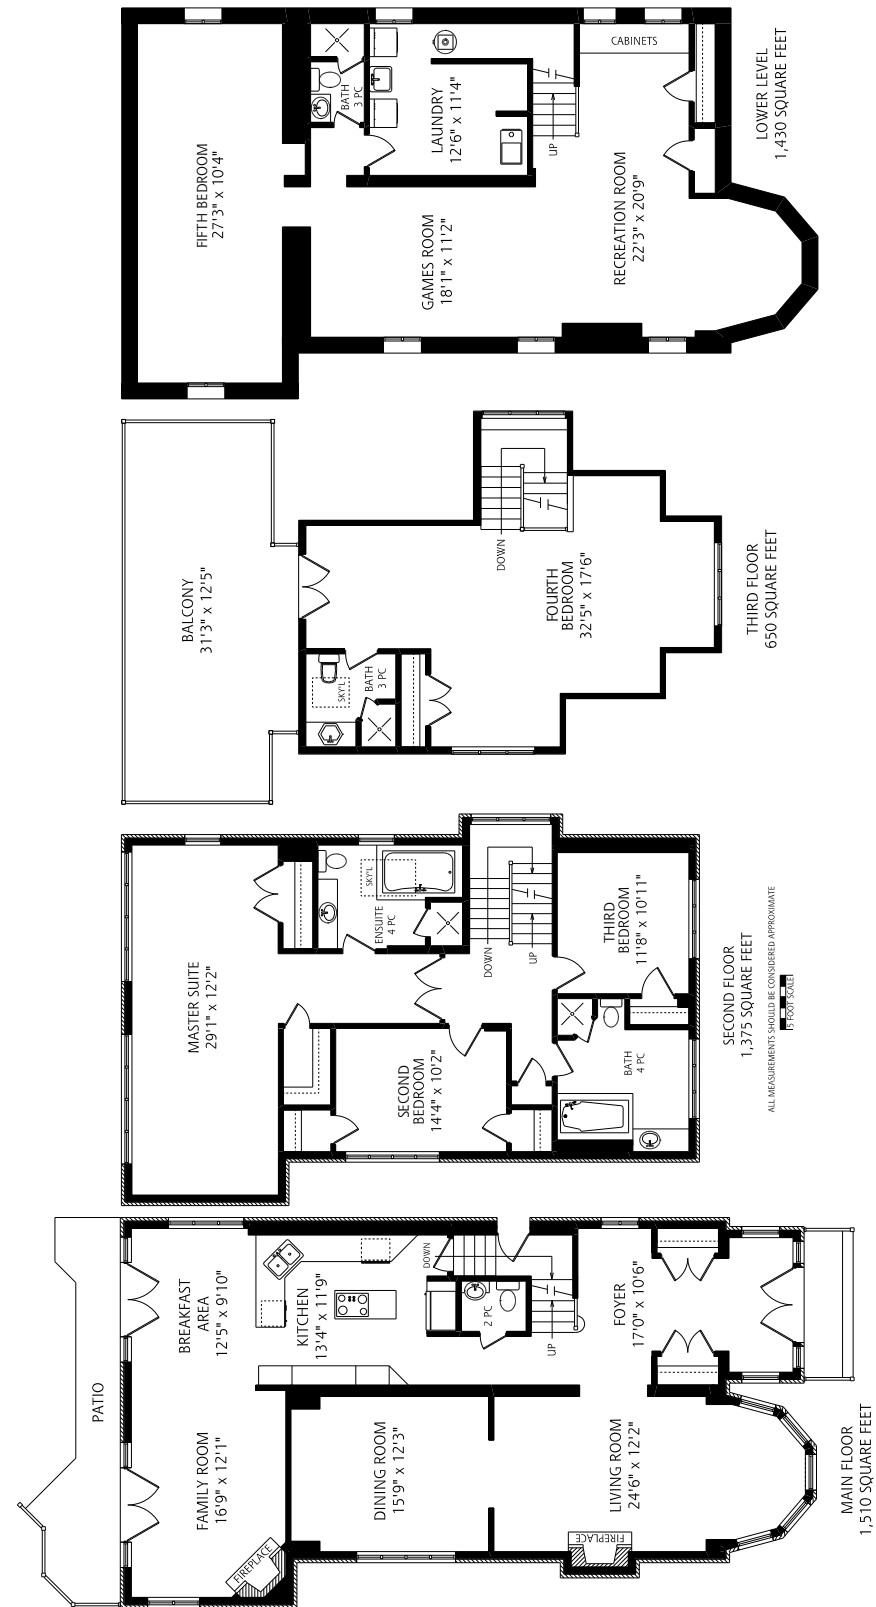 CABINETS
BATH
3 PC
LAUNDRY
12'6" x 11'4"
UP
LOWER LEVEL
1,430 SQUARE FEET
FIFTH BEDROOM
27'3" x 10'4"
GAMES ROOM
18'1" x 11'2"
RECREATION ROOM
22'3" x 20'9"
BALCONY
31'3" x 12'5"
DOWN
FOURTH
BEDROOM
32'5" x 17'6"
SKY'L
BATH
3 PC
THIRD FLOOR
650 SQUARE FEET
MASTER SUITE
29'1" x 12'2"
SKY'L
ENSUITE
4 PC
DOWN
UP
THIRD
BEDROOM
11'8" x 10'11"
SECOND
BEDROOM
14'4" x 10'2"
BATH
4 PC
SECOND FLOOR
1,375 SQUARE FEET
ALL MEASUREMENTS SHOULD BE CONSIDERED APPROXIMATE
5 FOOT SCALE
PATIO
BREAKFAST
AREA
12'5" x 9'10"
KITCHEN
13'4" x 11'9"
DOWN
2 PC
UP
FOYER
17'0" x 10'6"
FAMILY ROOM
16'9" x 12'1"
FIREPLACE
DINING ROOM
15'9" x 12'3"
LIVING ROOM
24'6" x 12'2"
FIREPLACE
MAIN FLOOR
1,510 SQUARE FEET